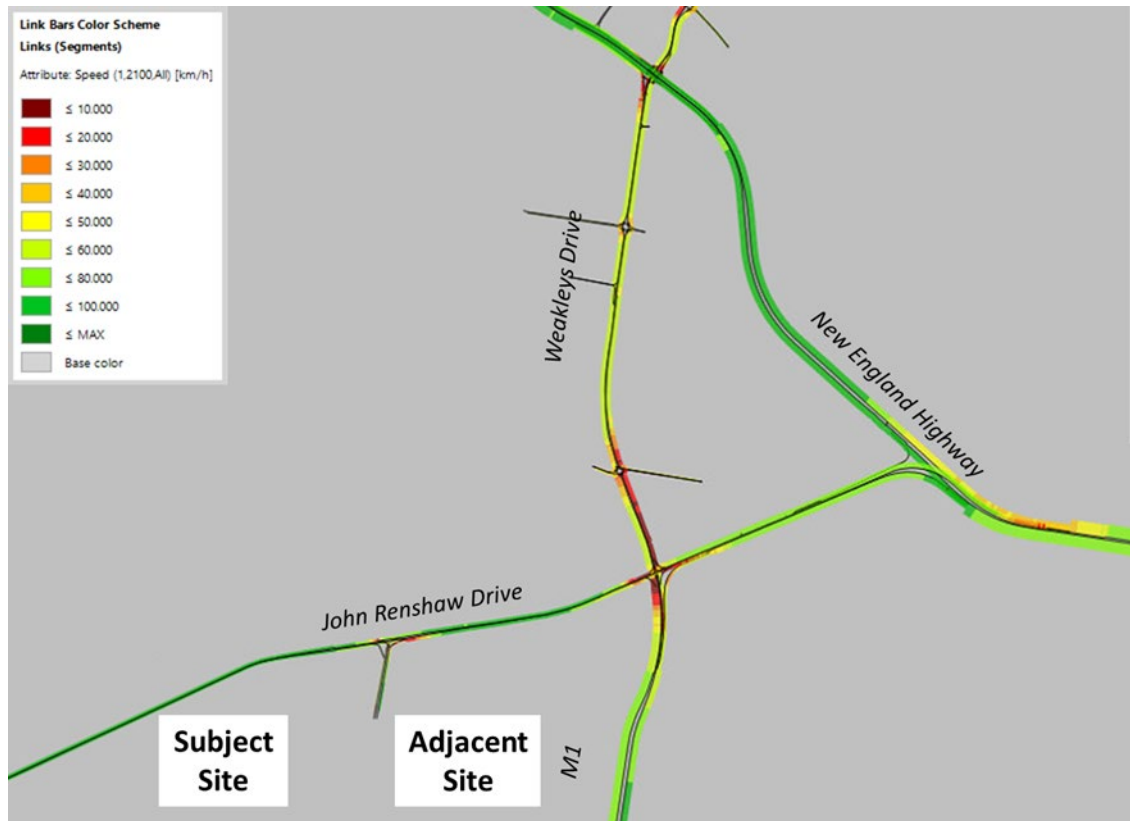 Link Bars Color Scheme
Links (Segments)
Attribute: Speed (1,2100,All) [km/h]
≤ 10.000
≤ 20.000
≤ 30.000
≤ 40.000
≤ 50.000
≤ 60.000
≤ 80.000
≤ 100.000
≤ MAX
Base color
Weakleys Drive
New England Highway
John Renshaw Drive
Subject
Site
Adjacent
Site
M1